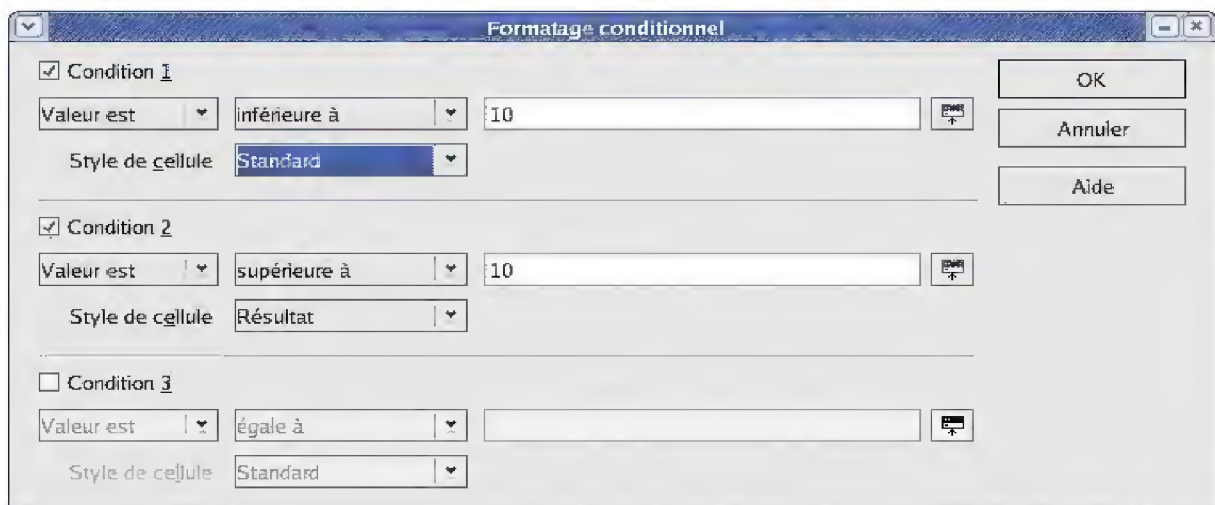 Formatage conditionnel
Condition 1
Valeur est inférieure à 10
Style de cellule Standard
Condition 2
Valeur est supérieure à 10
Style de cellule Résultat
Condition 3
Valeur est égale à
Style de cellule Standard
OK
Annuler
Aide